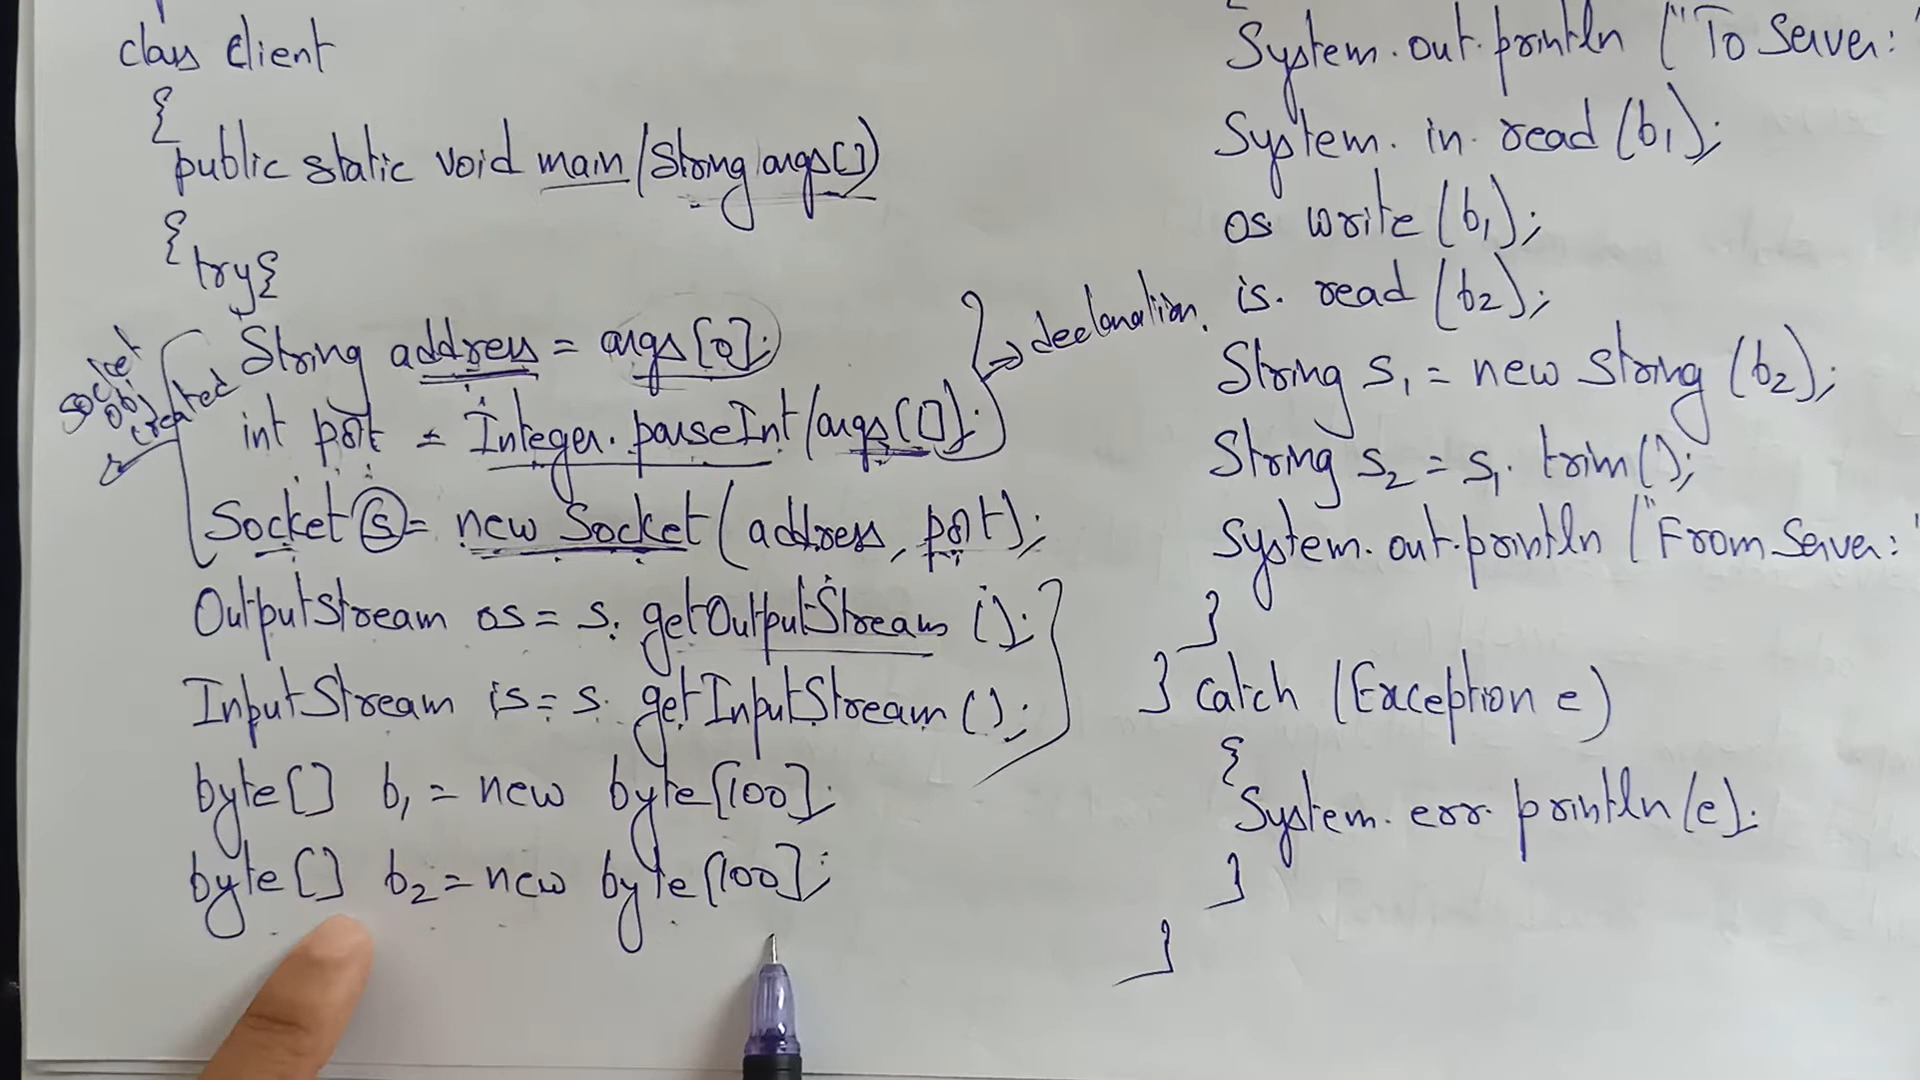 class Client
{
public static void main(String args[])
{
try{
String address = args[0];
int port = Integer.parseInt(args[1]);
declaration.
socket obj created
Socket s = new Socket(address, port);
OutputStream os = s. getOutputStream ();
InputStream is = s. getInputStream ();
byte[] b1 = new byte[100];
byte[] b2 = new byte[100];
System.out.println ("To Server:"
System. in. read (b1);
os. write (b1);
is. read (b2);
String s1 = new String (b2);
String s2 = s1. trim();
System.out.println ("From Server:"
}
} catch (Exception e)
{
System. err. println(e);
}
}